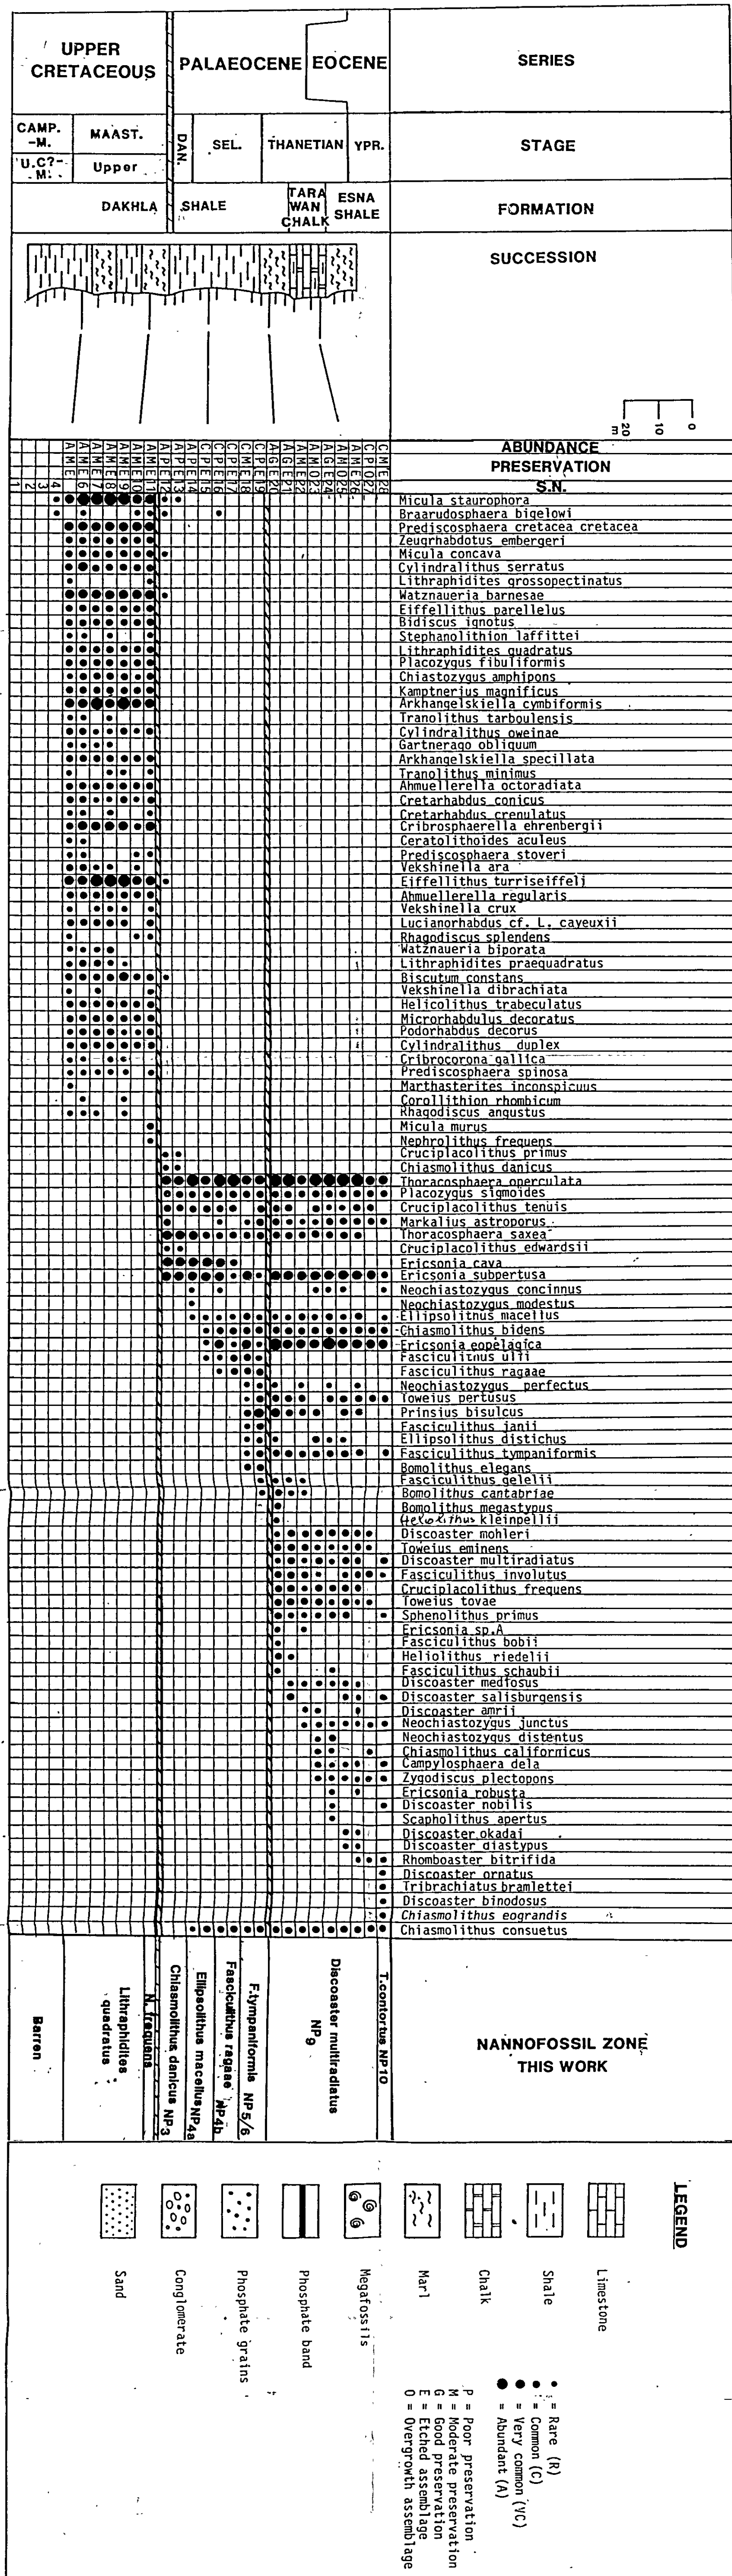 UPPER
CRETACEOUS
PALAEOCENE
EOCENE
SERIES
CAMP.
-M.
MAAST.
DAN.
SEL.
THANETIAN
YPR.
STAGE
U.C?-
M.
Upper
DAKHLA
SHALE
TARA
WAN
CHALK
ESNA
SHALE
FORMATION
SUCCESSION
0
10
20
m
ABUNDANCE
PRESERVATION
S.N.
1
2
3
4
Micula staurophora
Braarudosphaera bigelowi
Prediscosphaera cretacea cretacea
Zeugrhabdotus embergeri
Micula concava
Cylindralithus serratus
Lithraphidites grossopectinatus
Watznaueria barnesae
Eiffellithus parellelus
Bidiscus ignotus
Stephanolithion laffittei
Lithraphidites quadratus
Placozygus fibuliformis
Chiastozygus amphipons
Kamptnerius magnificus
Arkhangelskiella cymbiformis
Tranolithus tarboulensis
Cylindralithus oweinae
Gartnerago obliquum
Arkhangelskiella specillata
Tranolithus minimus
Ahmuellerella octoradiata
Cretarhabdus conicus
Cretarhabdus crenulatus
Cribrosphaerella ehrenbergii
Ceratolithoides aculeus
Prediscosphaera stoveri
Vekshinella ara
Eiffellithus turriseiffeli
Ahmuellerella regularis
Vekshinella crux
Lucianorhabdus cf. L. cayeuxii
Rhagodiscus splendens
Watznaueria biporata
Lithraphidites praequadratus
Biscutum constans
Vekshinella dibrachiata
Helicolithus trabeculatus
Microrhabdulus decoratus
Podorhabdus decorus
Cylindralithus duplex
Cribrocorona gallica
Prediscosphaera spinosa
Marthasterites inconspicuus
Corollithion rhombicum
Rhagodiscus angustus
Micula murus
Nephrolithus frequens
Cruciplacolithus primus
Chiasmolithus danicus
Thoracosphaera operculata
Placozygus sigmoides
Cruciplacolithus tenuis
Markalius astroporus
Thoracosphaera saxea
Cruciplacolithus edwardsii
Ericsonia cava
Ericsonia subpertusa
Neochiastozygus concinnus
Neochiastozygus modestus
Ellipsolithus macellus
Chiasmolithus bidens
Ericsonia eopelagica
Fasciculithus ulii
Fasciculithus ragaae
Neochiastozygus perfectus
Toweius pertusus
Prinsius bisulcus
Fasciculithus janii
Ellipsolithus distichus
Fasciculithus tympaniformis
Bomolithus elegans
Fasciculithus gelelii
Bomolithus cantabriae
Bomolithus megastypus
Heliolithus kleinpellii
Discoaster mohleri
Toweius eminens
Discoaster multiradiatus
Fasciculithus involutus
Cruciplacolithus frequens
Toweius tovae
Sphenolithus primus
Ericsonia sp.A
Fasciculithus bobii
Heliolithus riedelii
Fasciculithus schaubii
Discoaster medfosus
Discoaster salisburgensis
Discoaster amrii
Neochiastozygus junctus
Neochiastozygus distentus
Chiasmolithus californicus
Campylosphaera dela
Zygodiscus plectopons
Ericsonia robusta
Discoaster nobilis
Scapholithus apertus
Discoaster okadai
Discoaster diastypus
Rhomboaster bitrifida
Discoaster ornatus
Tribrachiatus bramlettei
Discoaster binodosus
Chiasmolithus eograndis
Chiasmolithus consuetus
Barren
Lithraphidites
quadratus
N. frequens
Chiasmolithus danicus NP3
Ellipsolithus macellus NP4a
Fasciculithus ragaae NP4b
F.tympaniformis NP5/6
Discoaster multiradiatus
NP9
T.contortus NP10
NANNOFOSSIL ZONE
THIS WORK
LEGEND
Limestone
Shale
Chalk
Marl
Megafossils
Phosphate band
Phosphate grains
Conglomerate
Sand
= Rare (R)
= Common (C)
= Very common (VC)
= Abundant (A)
P = Poor preservation
M = Moderate preservation
G = Good preservation
E = Etched assemblage
O = Overgrowth assemblage